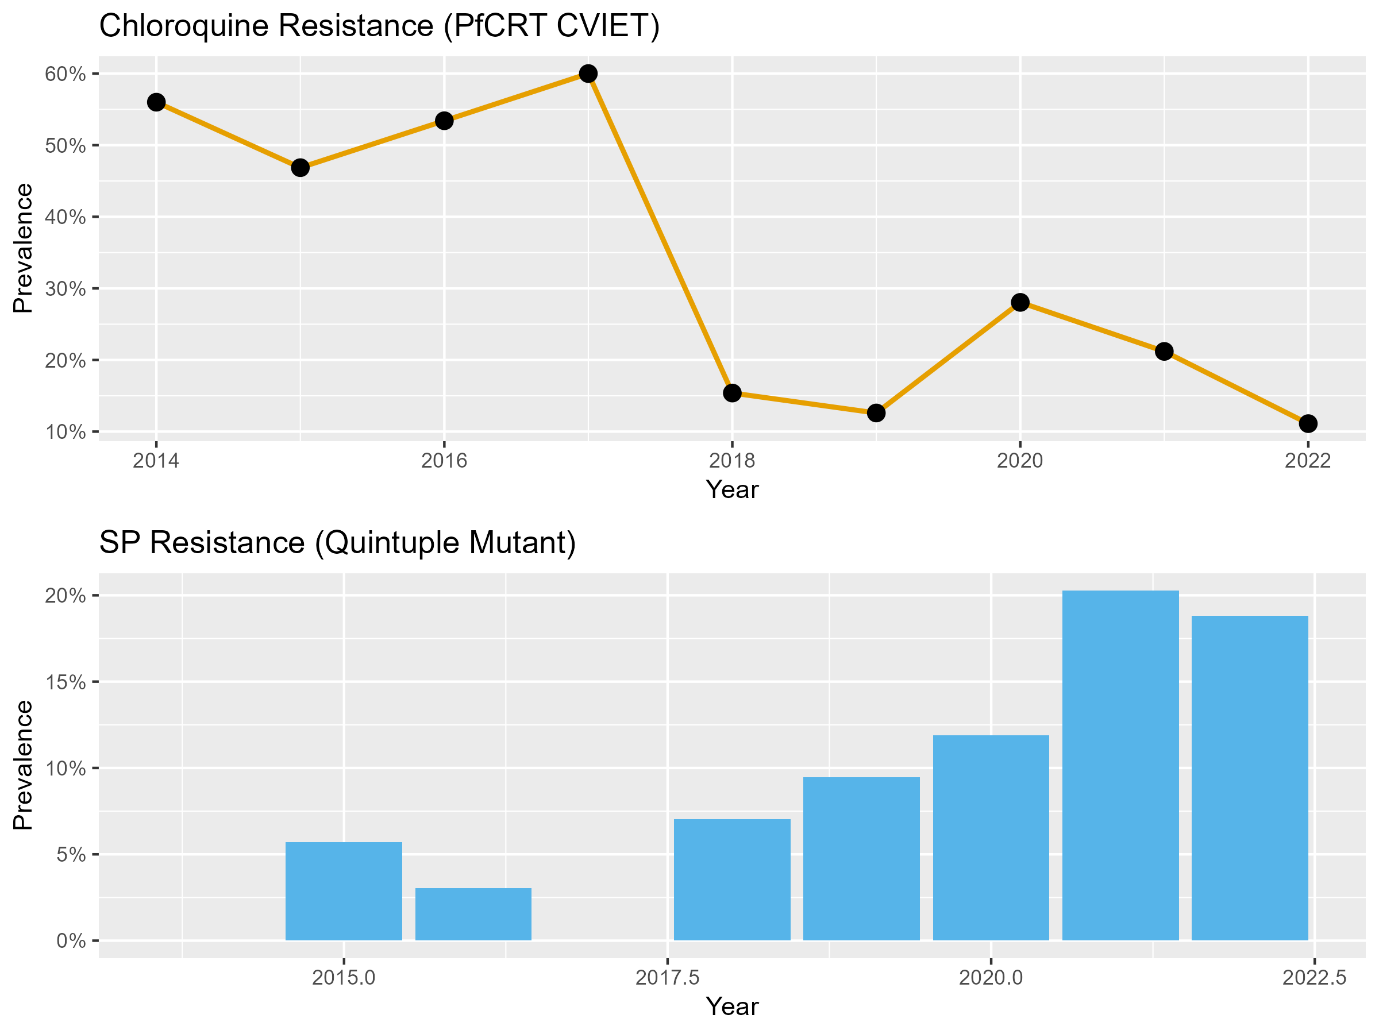 Chloroquine Resistance (PfCRT CVIET)
60%
50%
40%
30%
20%
10%
Prevalence
2014 2016 2018 2020 2022
Year
SP Resistance (Quintuple Mutant)
20%
15%
10%
5%
0%
Prevalence
2015.0 2017.5 2020.0 2022.5
Year